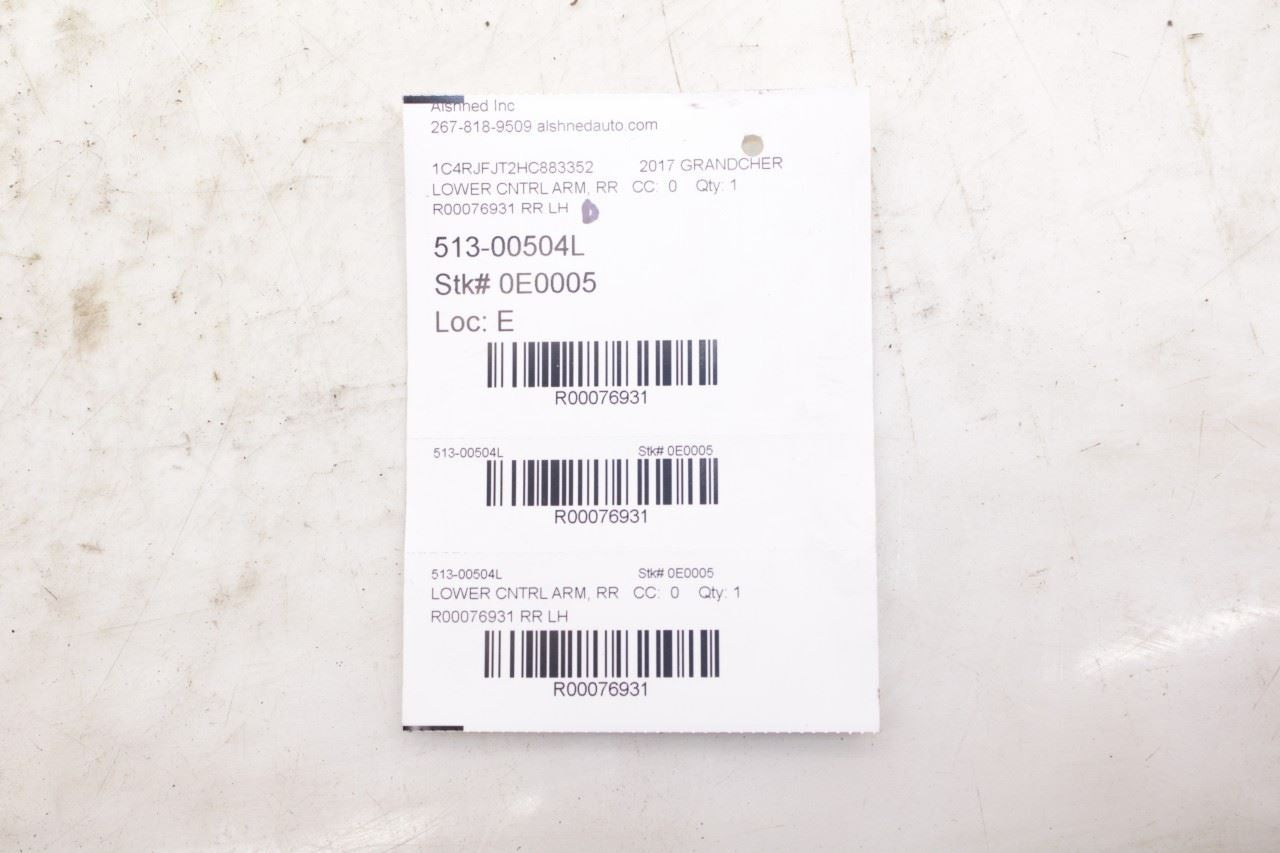 Alshned Inc
267-818-9509 alshnedauto.com
1C4RJFJT2HC883352 2017 GRANDCHER
LOWER CNTRL ARM, RR CC: 0 Qty: 1
R00076931 RR LH
513-00504L
Stk# 0E0005
Loc: E
R00076931
513-00504L Stk# 0E0005
R00076931
513-00504L Stk# 0E0005
LOWER CNTRL ARM, RR CC: 0 Qty: 1
R00076931 RR LH
R00076931